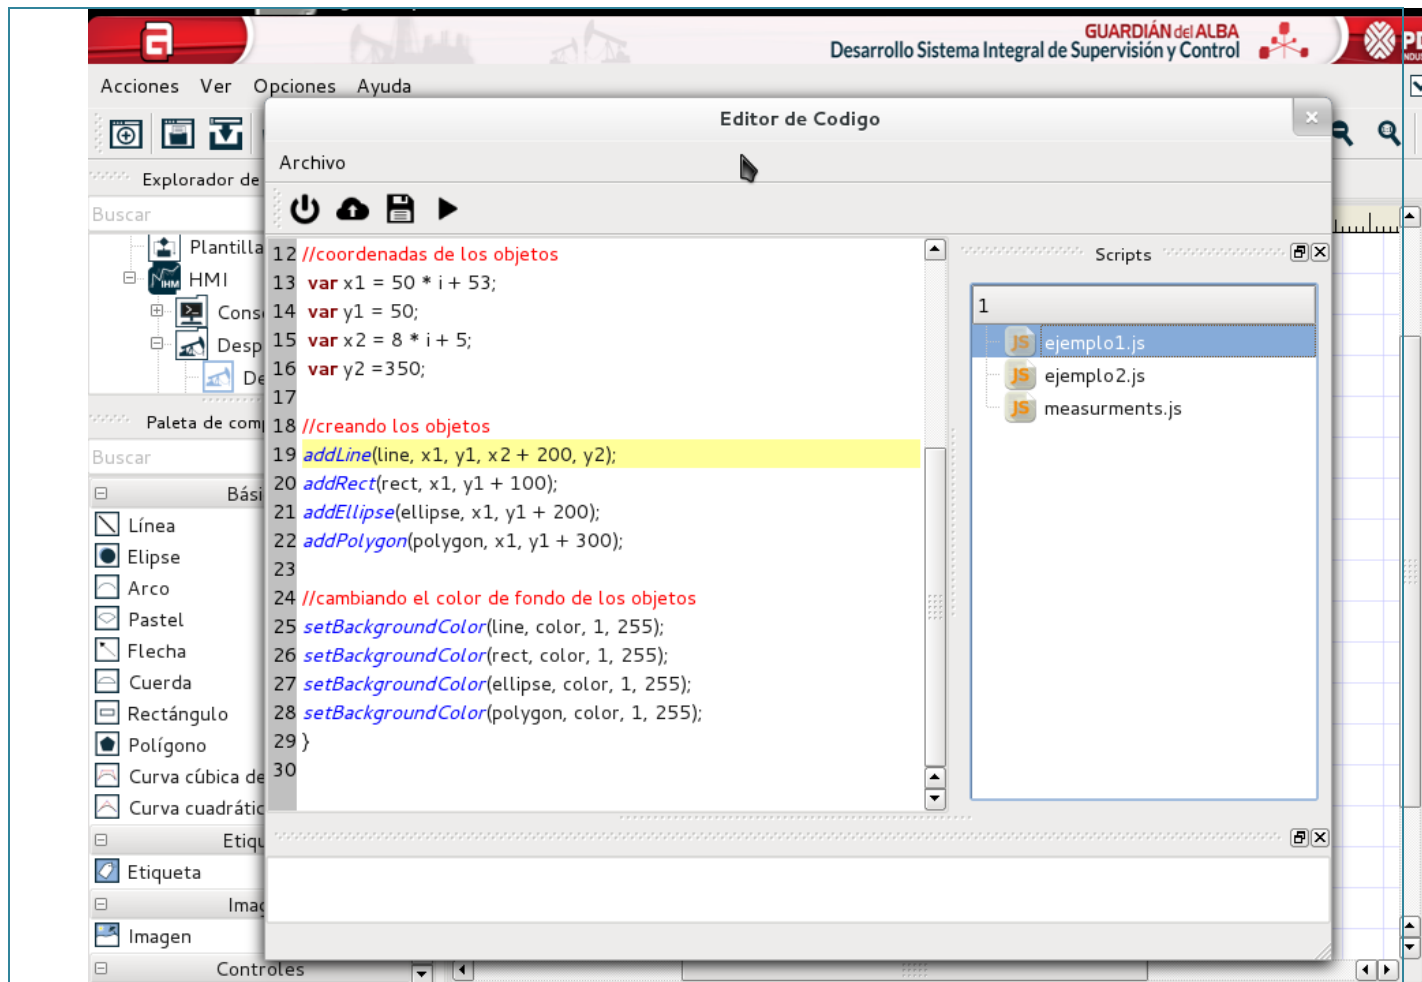 GUARDIÁN del ALBA
Desarrollo Sistema Integral de Supervisión y Control
Acciones Ver Opciones Ayuda
Editor de Codigo
Archivo
Explorador de
Buscar
Plantilla
HMI
Conso
Desp
De
Paleta de com
Buscar
Bási
Línea
Elipse
Arco
Pastel
Flecha
Cuerda
Rectángulo
Polígono
Curva cúbica de
Curva cuadrátic
Etiqu
Etiqueta
Imag
Imagen
Controles
12 //coordenadas de los objetos
13 var x1 = 50 * i + 53;
14 var y1 = 50;
15 var x2 = 8 * i + 5;
16 var y2 =350;
17
18 //creando los objetos
19 addLine(line, x1, y1, x2 + 200, y2);
20 addRect(rect, x1, y1 + 100);
21 addEllipse(ellipse, x1, y1 + 200);
22 addPolygon(polygon, x1, y1 + 300);
23
24 //cambiando el color de fondo de los objetos
25 setBackgroundColor(line, color, 1, 255);
26 setBackgroundColor(rect, color, 1, 255);
27 setBackgroundColor(ellipse, color, 1, 255);
28 setBackgroundColor(polygon, color, 1, 255);
29 }
30
Scripts
1
JS ejemplo1.js
JS ejemplo2.js
JS measurments.js